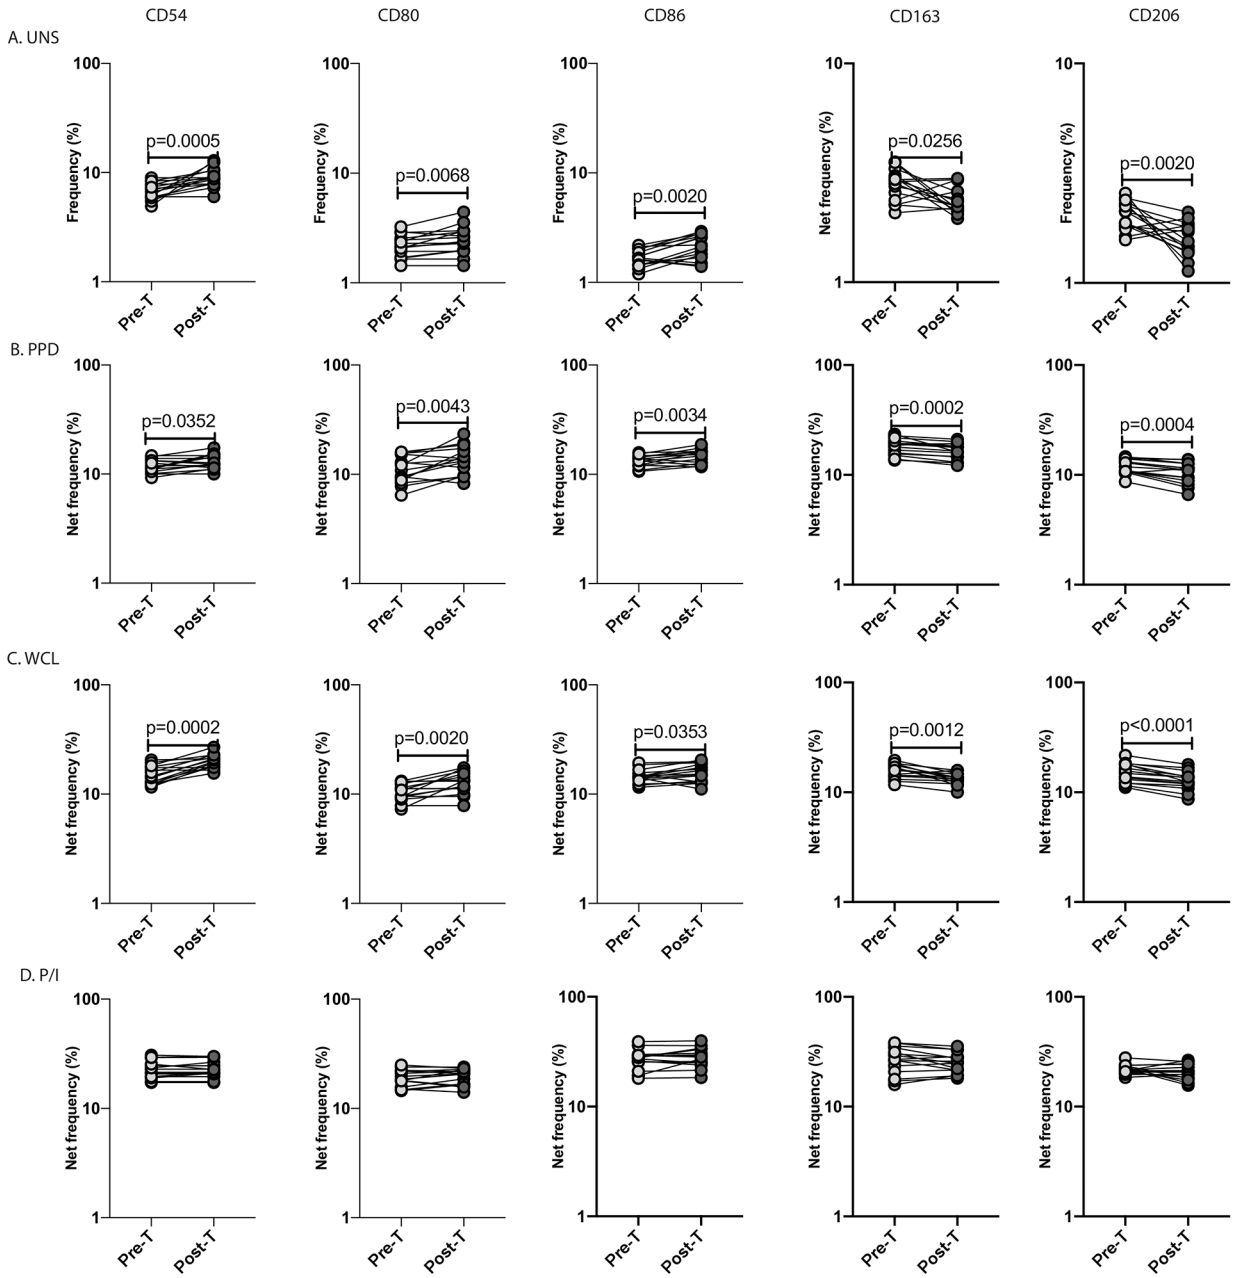 CD54 CD80 CD86 CD163 CD206
A. UNS
100 100 100 10 10
p=0.0005 p=0.0068 p=0.0020 p=0.0256 p=0.0020
Frequency (%) Frequency (%) Frequency (%) Net frequency (%) Frequency (%)
10 10 10
1 1 1 1 1
Pre-T Post-T Pre-T Post-T Pre-T Post-T Pre-T Post-T Pre-T Post-T
B. PPD
100 100 100 100 100
p=0.0352 p=0.0043 p=0.0034 p=0.0002 p=0.0004
Net frequency (%) Net frequency (%) Net frequency (%) Net frequency (%) Net frequency (%)
10 10 10 10 10
1 1 1 1 1
Pre-T Post-T Pre-T Post-T Pre-T Post-T Pre-T Post-T Pre-T Post-T
C. WCL
100 100 100 100 100
p=0.0002 p=0.0020 p=0.0353 p=0.0012 p<0.0001
Net frequency (%) Net frequency (%) Net frequency (%) Net frequency (%) Net frequency (%)
10 10 10 10 10
1 1 1 1 1
Pre-T Post-T Pre-T Post-T Pre-T Post-T Pre-T Post-T Pre-T Post-T
D. P/I
100 100 100 100 100
Net frequency (%) Net frequency (%) Net frequency (%) Net frequency (%) Net frequency (%)
10 10 10 10 10
1 1 1 1 1
Pre-T Post-T Pre-T Post-T Pre-T Post-T Pre-T Post-T Pre-T Post-T